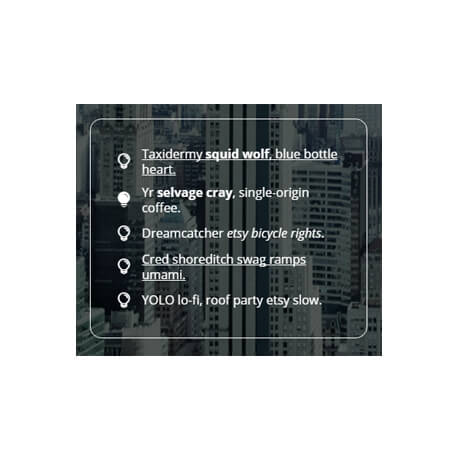 Taxidermy squid wolf, blue bottle
heart.
Yr selvage cray, single-origin
coffee.
Dreamcatcher etsy bicycle rights.
Cred shoreditch swag ramps
umami.
YOLO lo-fi, roof party etsy slow.